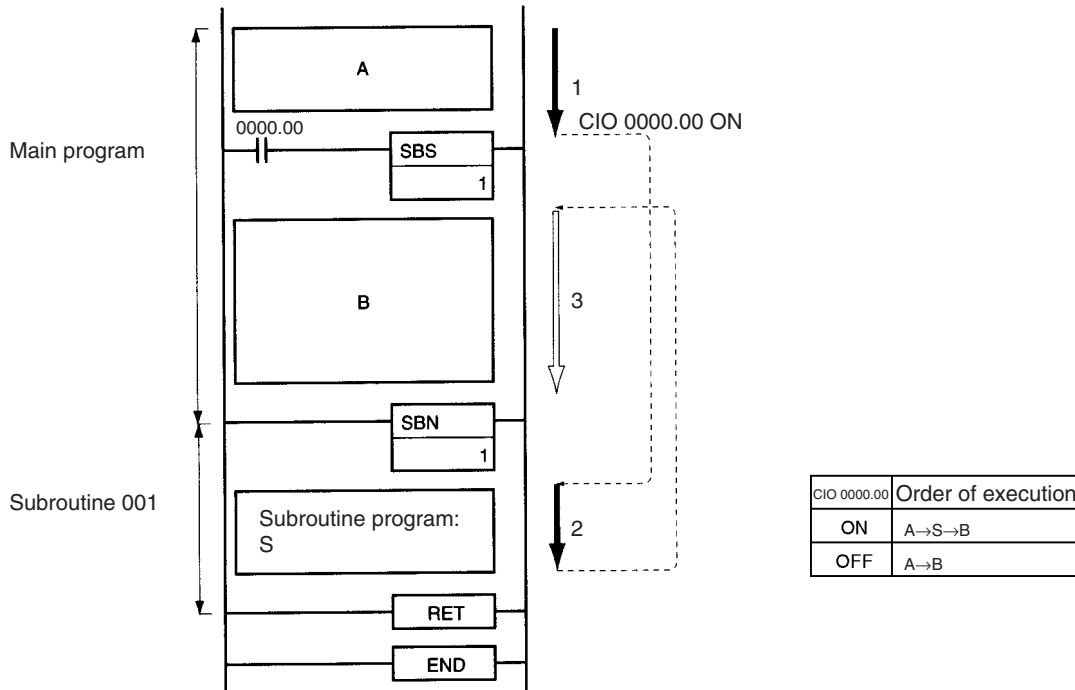 A
1
CIO 0000.00 ON
0000.00
Main program
SBS
1
B
3
SBN
1
Subroutine 001
Subroutine program:
S
2
CIO 0000.00 Order of execution
ON A→S→B
OFF A→B
RET
END